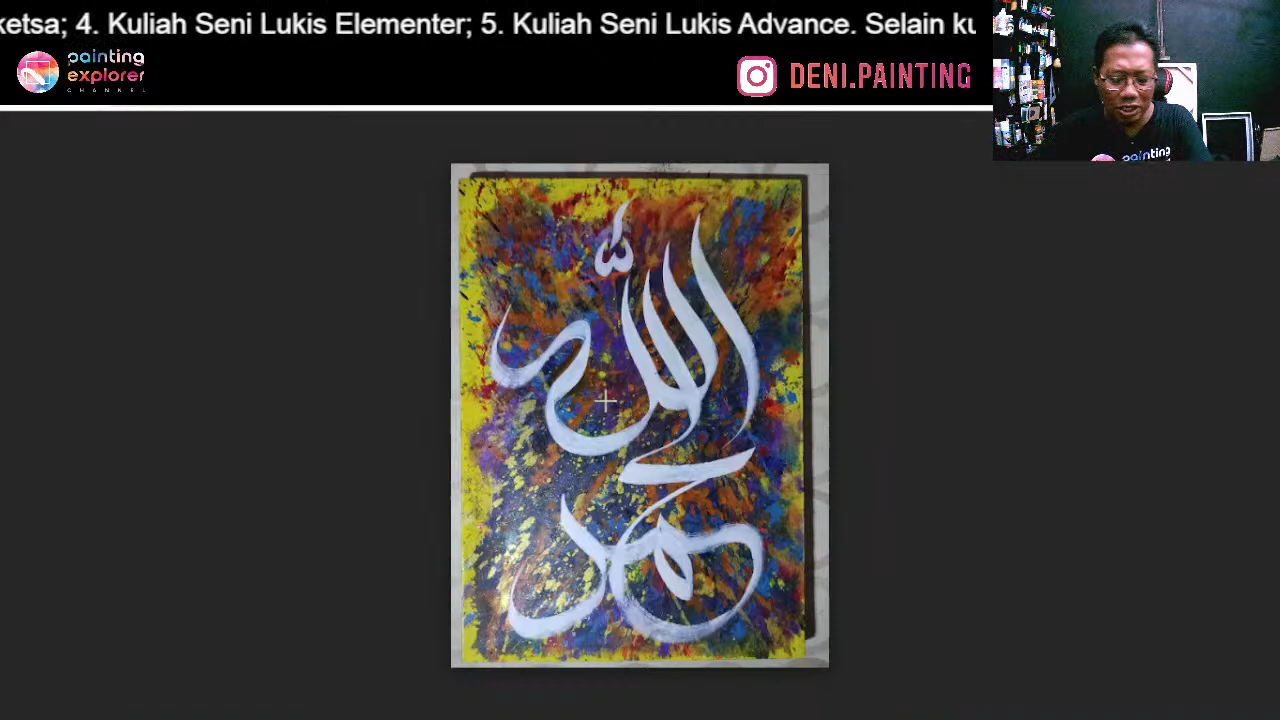 ketsa; 4. Kuliah Seni Lukis Elementer; 5. Kuliah Seni Lukis Advance. Selain ku
painting
explorer
CHANNEL
DENI.PAINTING
painting
الله
محمد